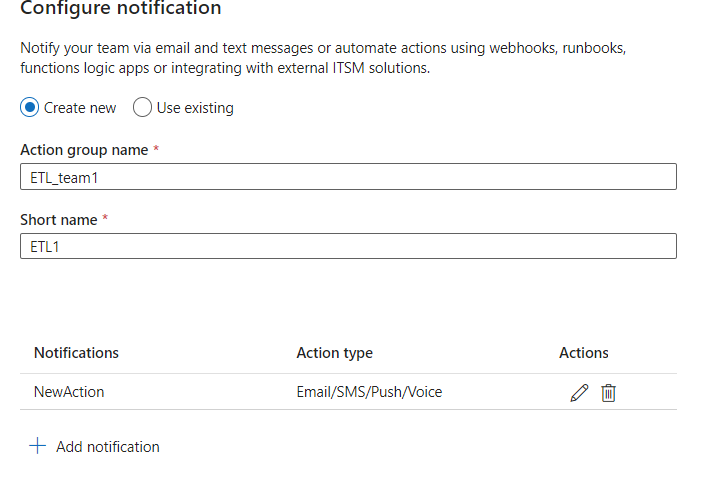 Configure notification
Notify your team via email and text messages or automate actions using webhooks, runbooks,
functions logic apps or integrating with external ITSM solutions.
Create new Use existing
Action group name *
ETL_team1
Short name *
ETL1
Notifications Action type Actions
NewAction Email/SMS/Push/Voice
Add notification